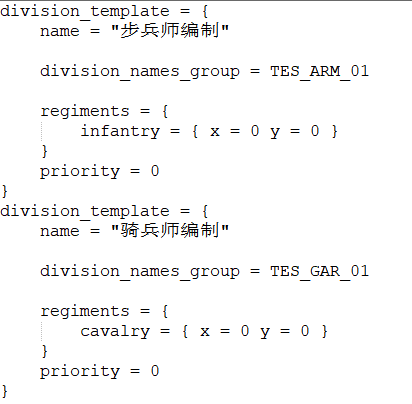 division_template = {
    name = "步兵师编制"

    division_names_group = TES_ARM_01

    regiments = {
        infantry = { x = 0 y = 0 }
    }
    priority = 0
}
division_template = {
    name = "骑兵师编制"

    division_names_group = TES_GAR_01

    regiments = {
        cavalry = { x = 0 y = 0 }
    }
    priority = 0
}